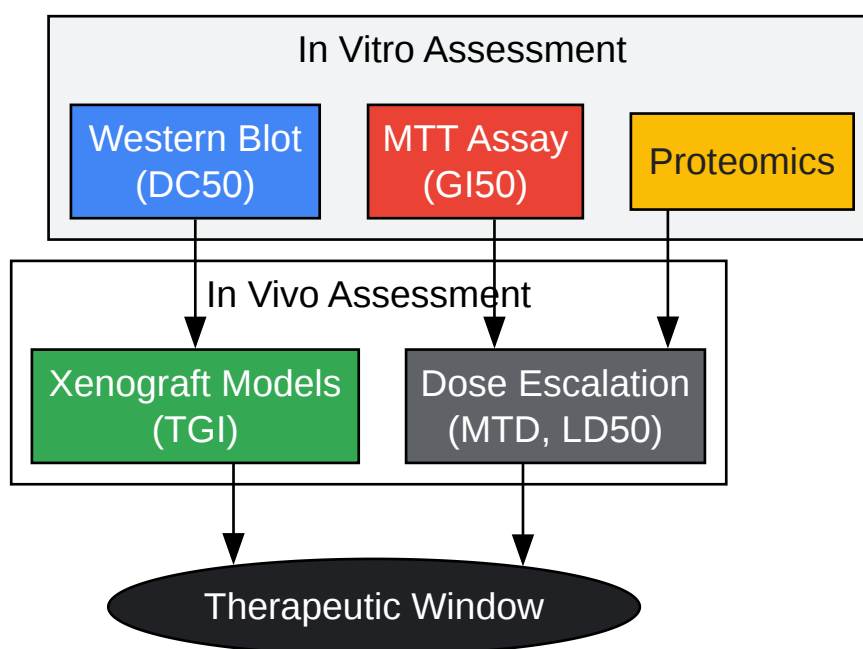 In Vitro Assessment
Western Blot
(DC50)
MTT Assay
(GI50)
Proteomics
In Vivo Assessment
Xenograft Models
(TGI)
Dose Escalation
(MTD, LD50)
Therapeutic Window